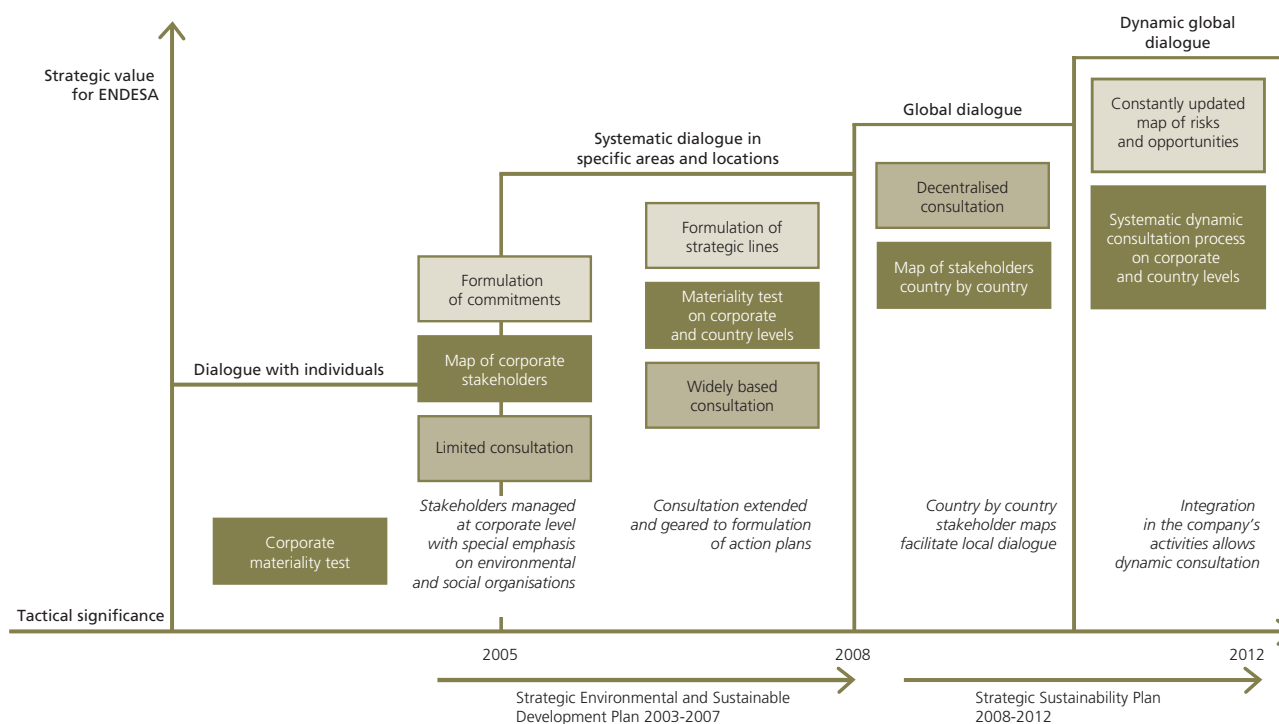 Dynamic global
dialogue
Strategic value
for ENDESA
Constantly updated
map of risks
and opportunities
Global dialogue
Systematic dialogue in
specific areas and locations
Decentralised
consultation
Systematic dynamic
consultation process
on corporate
and country levels
Formulation of
strategic lines
Map of stakeholders
country by country
Formulation
of commitments
Materiality test
on corporate
and country levels
Dialogue with individuals
Map of corporate
stakeholders
Widely based
consultation
Limited consultation
Corporate
materiality test
Stakeholders managed
at corporate level
with special emphasis
on environmental
and social organisations
Consultation extended
and geared to formulation
of action plans
Country by country
stakeholder maps
facilitate local dialogue
Integration
in the company’s
activities allows
dynamic consultation
Tactical significance
2005
2008
2012
Strategic Environmental and Sustainable
Development Plan 2003-2007
Strategic Sustainability Plan
2008-2012